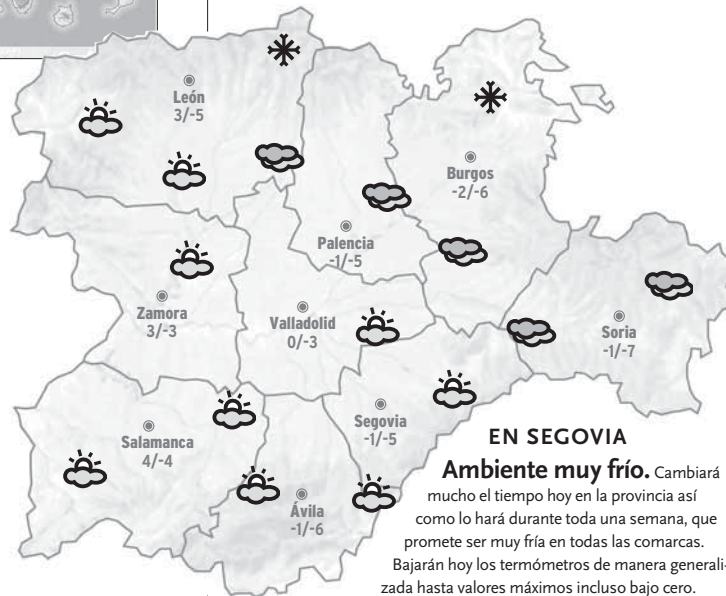 León
3/-5
Burgos
-2/-6
Palencia
-1/-5
Zamora
3/-3
Valladolid
0/-3
Soria
-1/-7
Segovia
-1/-5
Salamanca
4/-4
Ávila
-1/-6
EN SEGOVIA
Ambiente muy frío. Cambiará
mucho el tiempo hoy en la provincia así
como lo hará durante toda una semana, que
promete ser muy fría en todas las comarcas.
Bajarán hoy los termómetros de manera generali-
zada hasta valores máximos incluso bajo cero.